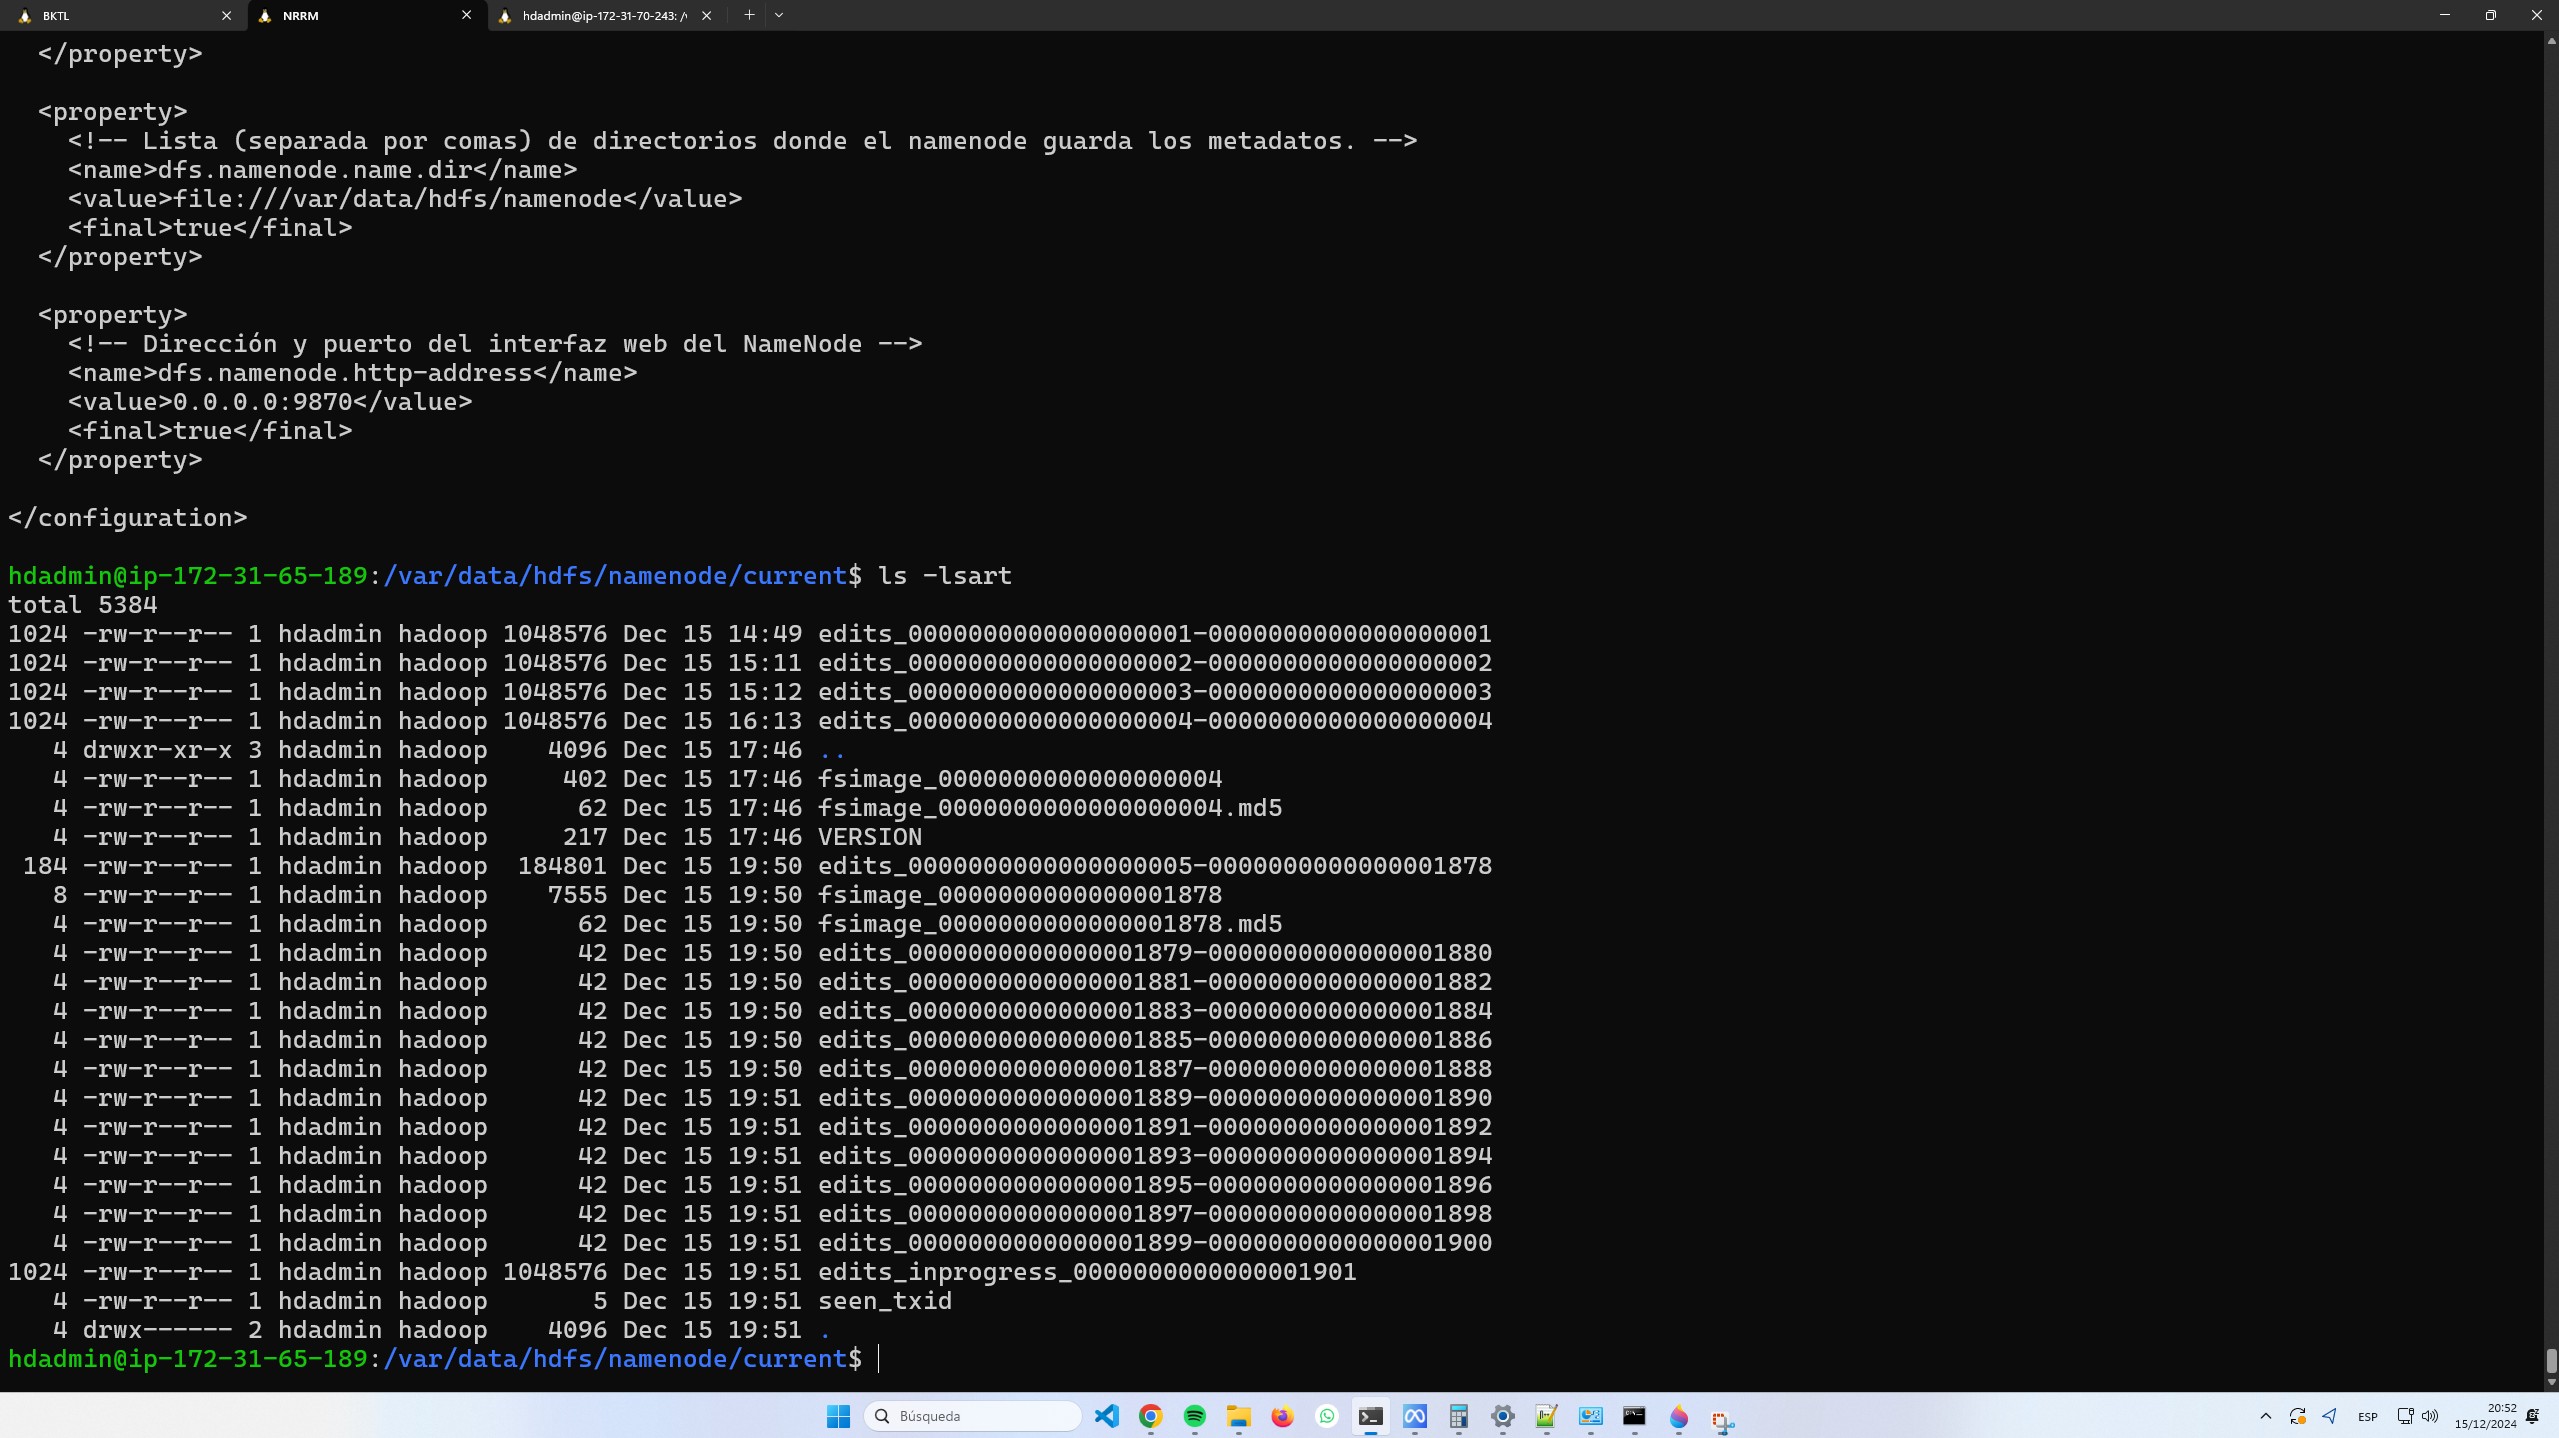 BKTL
NRRM
hdadmin@ip-172-31-70-243: /v
  </property>

  <property>
    <!-- Lista (separada por comas) de directorios donde el namenode guarda los metadatos. -->
    <name>dfs.namenode.name.dir</name>
    <value>file:///var/data/hdfs/namenode</value>
    <final>true</final>
  </property>

  <property>
    <!-- Dirección y puerto del interfaz web del NameNode -->
    <name>dfs.namenode.http-address</name>
    <value>0.0.0.0:9870</value>
    <final>true</final>
  </property>

</configuration>

hdadmin@ip-172-31-65-189:/var/data/hdfs/namenode/current$ ls -lsart
total 5384
1024 -rw-r--r-- 1 hdadmin hadoop 1048576 Dec 15 14:49 edits_0000000000000000001-0000000000000000001
1024 -rw-r--r-- 1 hdadmin hadoop 1048576 Dec 15 15:11 edits_0000000000000000002-0000000000000000002
1024 -rw-r--r-- 1 hdadmin hadoop 1048576 Dec 15 15:12 edits_0000000000000000003-0000000000000000003
1024 -rw-r--r-- 1 hdadmin hadoop 1048576 Dec 15 16:13 edits_0000000000000000004-0000000000000000004
   4 drwxr-xr-x 3 hdadmin hadoop    4096 Dec 15 17:46 ..
   4 -rw-r--r-- 1 hdadmin hadoop     402 Dec 15 17:46 fsimage_0000000000000000004
   4 -rw-r--r-- 1 hdadmin hadoop      62 Dec 15 17:46 fsimage_0000000000000000004.md5
   4 -rw-r--r-- 1 hdadmin hadoop     217 Dec 15 17:46 VERSION
 184 -rw-r--r-- 1 hdadmin hadoop  184801 Dec 15 19:50 edits_0000000000000000005-0000000000000001878
   8 -rw-r--r-- 1 hdadmin hadoop    7555 Dec 15 19:50 fsimage_0000000000000001878
   4 -rw-r--r-- 1 hdadmin hadoop      62 Dec 15 19:50 fsimage_0000000000000001878.md5
   4 -rw-r--r-- 1 hdadmin hadoop      42 Dec 15 19:50 edits_0000000000000001879-0000000000000001880
   4 -rw-r--r-- 1 hdadmin hadoop      42 Dec 15 19:50 edits_0000000000000001881-0000000000000001882
   4 -rw-r--r-- 1 hdadmin hadoop      42 Dec 15 19:50 edits_0000000000000001883-0000000000000001884
   4 -rw-r--r-- 1 hdadmin hadoop      42 Dec 15 19:50 edits_0000000000000001885-0000000000000001886
   4 -rw-r--r-- 1 hdadmin hadoop      42 Dec 15 19:50 edits_0000000000000001887-0000000000000001888
   4 -rw-r--r-- 1 hdadmin hadoop      42 Dec 15 19:51 edits_0000000000000001889-0000000000000001890
   4 -rw-r--r-- 1 hdadmin hadoop      42 Dec 15 19:51 edits_0000000000000001891-0000000000000001892
   4 -rw-r--r-- 1 hdadmin hadoop      42 Dec 15 19:51 edits_0000000000000001893-0000000000000001894
   4 -rw-r--r-- 1 hdadmin hadoop      42 Dec 15 19:51 edits_0000000000000001895-0000000000000001896
   4 -rw-r--r-- 1 hdadmin hadoop      42 Dec 15 19:51 edits_0000000000000001897-0000000000000001898
   4 -rw-r--r-- 1 hdadmin hadoop      42 Dec 15 19:51 edits_0000000000000001899-0000000000000001900
1024 -rw-r--r-- 1 hdadmin hadoop 1048576 Dec 15 19:51 edits_inprogress_0000000000000001901
   4 -rw-r--r-- 1 hdadmin hadoop       5 Dec 15 19:51 seen_txid
   4 drwx------ 2 hdadmin hadoop    4096 Dec 15 19:51 .
hdadmin@ip-172-31-65-189:/var/data/hdfs/namenode/current$
Búsqueda
ESP
20:52
15/12/2024